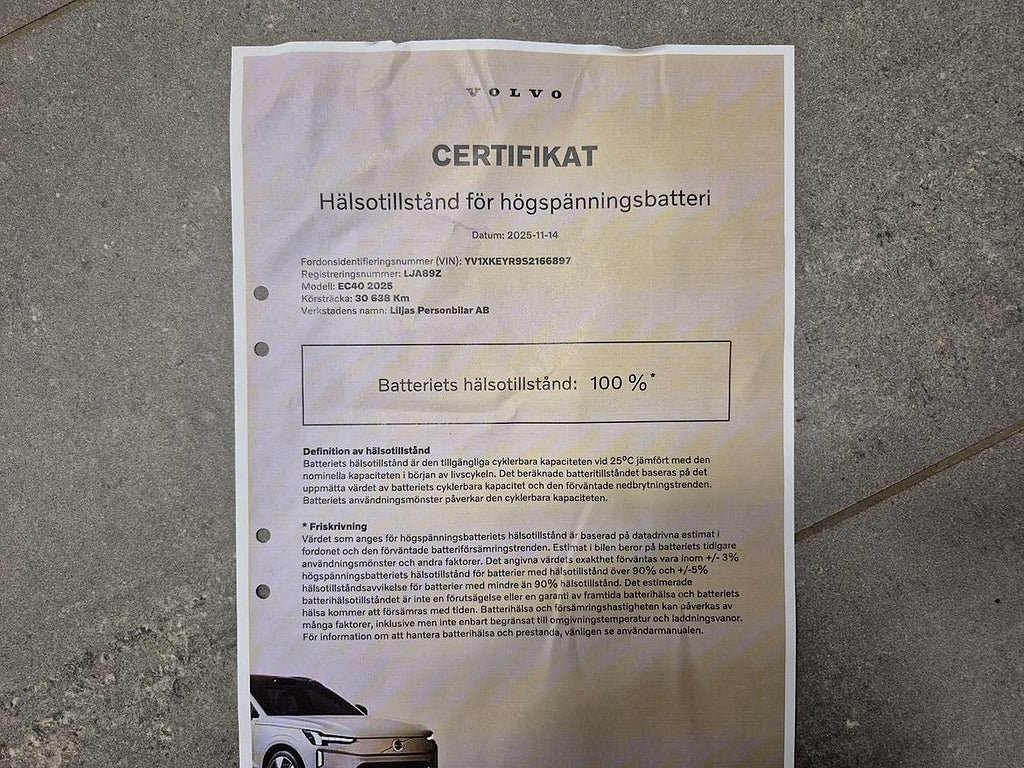 VOLVO
CERTIFIKAT
Hälsotillstånd för högspänningsbatteri
Datum: 2025-11-14
Fordonsidentifieringsnummer (VIN): YV1XKEYR9S2166897
Registreringsnummer: LJA89Z
Modell: EC40 2025
Körsträcka: 30 638 Km
Verkstadens namn: Liljas Personbilar AB
Batteriets hälsotillstånd: 100 %*
Definition av hälsotillstånd
Batteriets hälsotillstånd är den tillgängliga cyklerbara kapaciteten vid 25°C jämfört med den
nominella kapaciteten i början av livscykeln. Det beräknade batteritillståndet baseras på det
uppmätta värdet av batteriets cyklerbara kapacitet och den förväntade nedbrytningstrenden.
Batteriets användningsmönster påverkar den cyklerbara kapaciteten.
* Friskrivning
Värdet som anges för högspänningsbatteriets hälsotillstånd är baserad på datadrivna estimat i
fordonet och den förväntade batteriförsämringstrenden. Estimat i bilen beror på batteriets tidigare
användningsmönster och andra faktorer. Det angivna värdets exakthet förväntas vara inom +/- 3%
högspänningsbatteriets hälsotillstånd för batterier med hälsotillstånd över 90% och +/-5%
hälsotillståndsavvikelse för batterier med mindre än 90% hälsotillstånd. Det estimerade
batterihälsotillståndet är inte en förutsägelse eller en garanti av framtida batterihälsa och batteriets
hälsa kommer att försämras med tiden. Batterihälsa och försämringshastigheten kan påverkas av
många faktorer, inklusive men inte enbart begränsat till omgivningstemperatur och laddningsvanor.
För information om att hantera batterihälsa och prestanda, vänligen se användarmanualen.